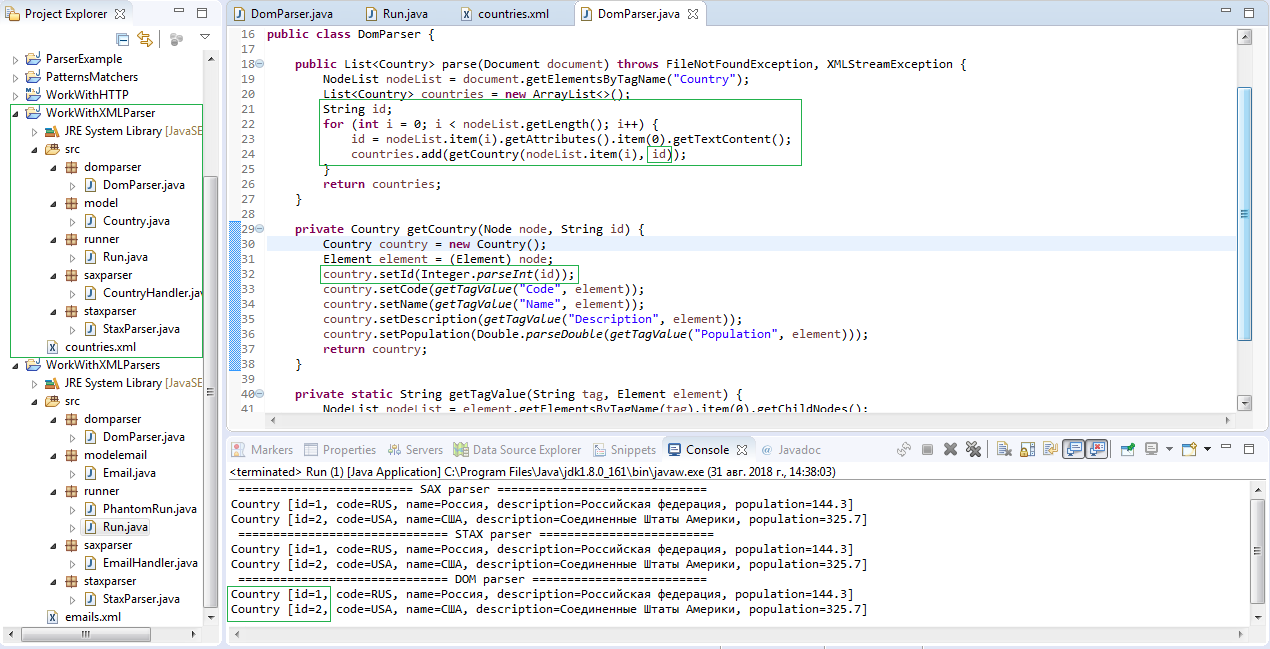 Project Explorer
ParserExample
PatternsMatchers
WorkWithHTTP
WorkWithXMLParser
JRE System Library [JavaSE
src
domparser
DomParser.java
model
Country.java
runner
Run.java
saxparser
CountryHandler.jav
staxparser
StaxParser.java
countries.xml
WorkWithXMLParsers
JRE System Library [JavaSE
src
domparser
DomParser.java
modelemail
Email.java
runner
PhantomRun.java
Run.java
saxparser
EmailHandler.java
staxparser
StaxParser.java
emails.xml
DomParser.java Run.java countries.xml DomParser.java
16 public class DomParser {
17
18 public List<Country> parse(Document document) throws FileNotFoundException, XMLStreamException {
19 NodeList nodeList = document.getElementsByTagName("Country");
20 List<Country> countries = new ArrayList<>();
21 String id;
22 for (int i = 0; i < nodeList.getLength(); i++) {
23 id = nodeList.item(i).getAttributes().item(0).getTextContent();
24 countries.add(getCountry(nodeList.item(i), id));
25 }
26 return countries;
27 }
28
29 private Country getCountry(Node node, String id) {
30 Country country = new Country();
31 Element element = (Element) node;
32 country.setId(Integer.parseInt(id));
33 country.setCode(getTagValue("Code", element));
34 country.setName(getTagValue("Name", element));
35 country.setDescription(getTagValue("Description", element));
36 country.setPopulation(Double.parseDouble(getTagValue("Population", element)));
37 return country;
38 }
39
40 private static String getTagValue(String tag, Element element) {
41 NodeList nodeList = element.getElementsByTagName(tag).item(0).getChildNodes();
Markers Properties Servers Data Source Explorer Snippets Console Javadoc
<terminated> Run (1) [Java Application] C:\Program Files\Java\jdk1.8.0_161\bin\javaw.exe (31 авг. 2018 г., 14:38:03)
========================= SAX parser ==============================
Country [id=1, code=RUS, name=Россия, description=Российская федерация, population=144.3]
Country [id=2, code=USA, name=США, description=Соединенные Штаты Америки, population=325.7]
============================== STAX parser =========================
Country [id=1, code=RUS, name=Россия, description=Российская федерация, population=144.3]
Country [id=2, code=USA, name=США, description=Соединенные Штаты Америки, population=325.7]
============================== DOM parser =========================
Country [id=1, code=RUS, name=Россия, description=Российская федерация, population=144.3]
Country [id=2, code=USA, name=США, description=Соединенные Штаты Америки, population=325.7]